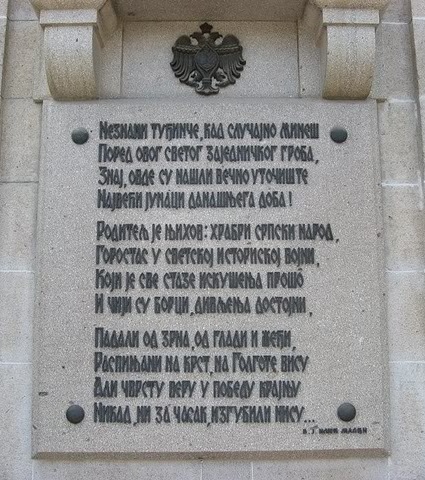 Незнани туђинче, кад случајно минеш
Поред овог светог заједничког гроба,
Знај, овде су нашли вечно уточиште
Највећи јунаци данашњега доба!
Родитељ је њихов: храбри српски народ,
Горостас у светској историској војни,
Који је све стазе искушења прошо̂
И чији су борци, дивљења достојни,
Падали од зрна, од глади и жеђи,
Распињани на крст, на Голготе вису
Али чврсту веру у победу крајњу
Никад, ни за часак, изгубили нису...
В. Ј. Илић Млађи